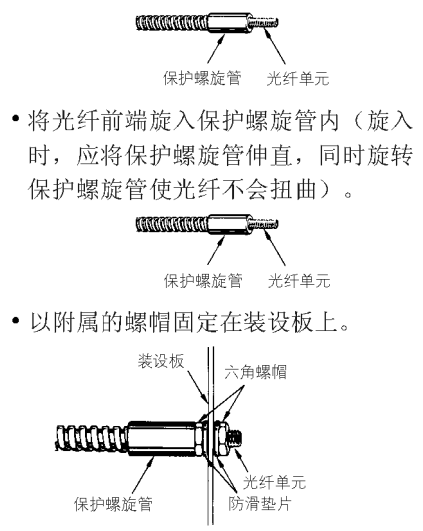 保护螺旋管 光纤单元
• 将光纤前端旋入保护螺旋管内（旋入
时，应将保护螺旋管伸直，同时旋转
保护螺旋管使光纤不会扭曲）。
保护螺旋管 光纤单元
• 以附属的螺帽固定在装设板上。
装设板
六角螺帽
光纤单元
保护螺旋管 防滑垫片